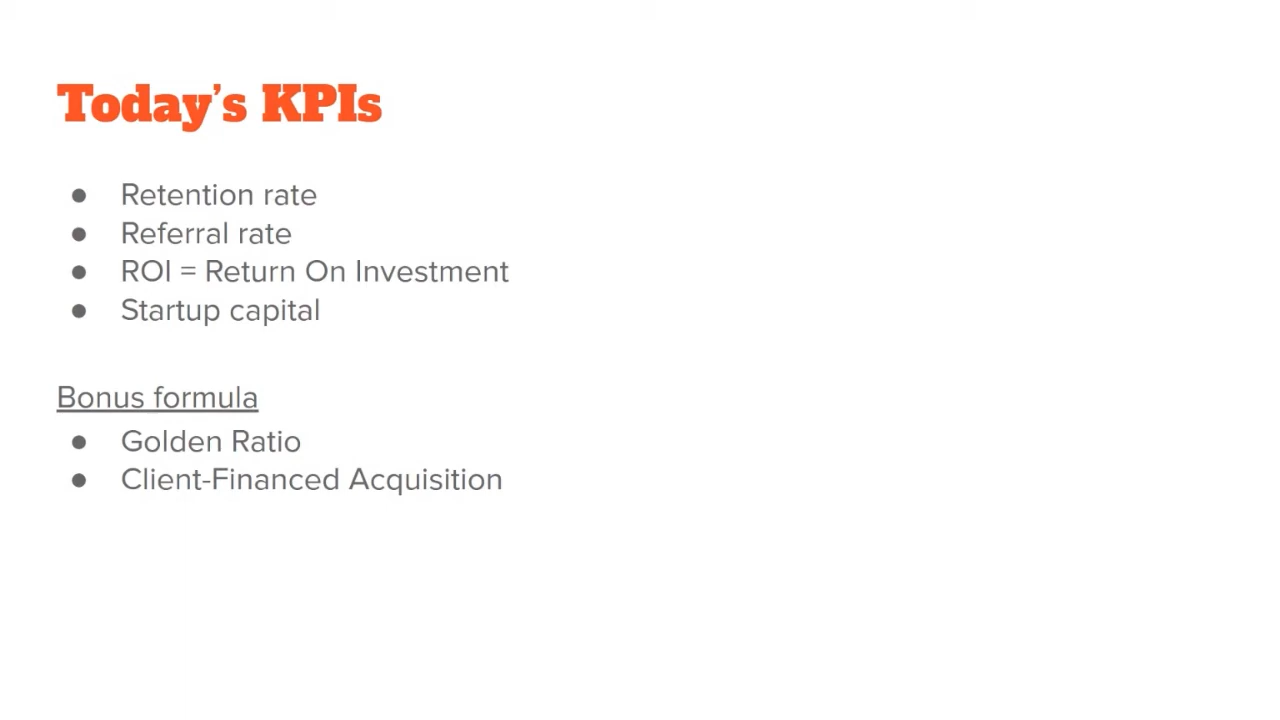 Today's KPIs
● Retention rate
● Referral rate
● ROI = Return On Investment
● Startup capital
Bonus formula
● Golden Ratio
● Client-Financed Acquisition